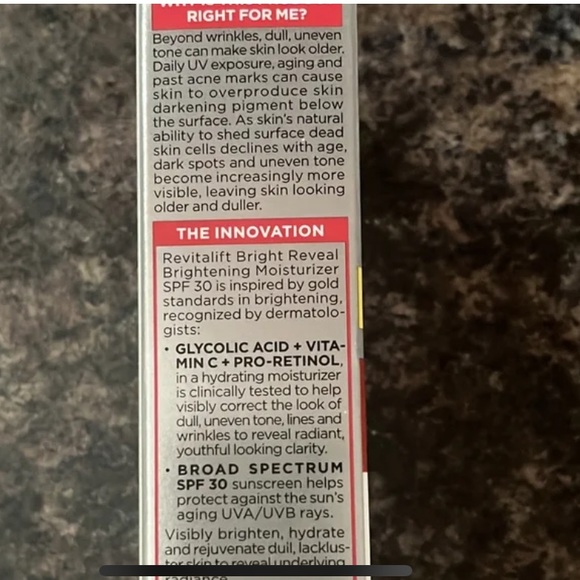 RIGHT FOR ME?
Beyond wrinkles, dull, uneven
tone can make skin look older.
Daily UV exposure, aging and
past acne marks can cause
skin to overproduce skin
darkening pigment below
the surface. As skin's natural
ability to shed surface dead
skin cells declines with age,
dark spots and uneven tone
become increasingly more
visible, leaving skin looking
older and duller.
THE INNOVATION
Revitalift Bright Reveal
Brightening Moisturizer
SPF 30 is inspired by gold
standards in brightening,
recognized by dermatolo-
gists:
• GLYCOLIC ACID + VITA-
MIN C + PRO-RETINOL,
in a hydrating moisturizer
is clinically tested to help
visibly correct the look of
dull, uneven tone, lines and
wrinkles to reveal radiant,
youthful looking clarity.
• BROAD SPECTRUM
SPF 30 sunscreen helps
protect against the sun's
aging UVA/UVB rays.
Visibly brighten, hydrate
and rejuvenate dull, lacklus-
ter skin to reveal underlying
radiance.